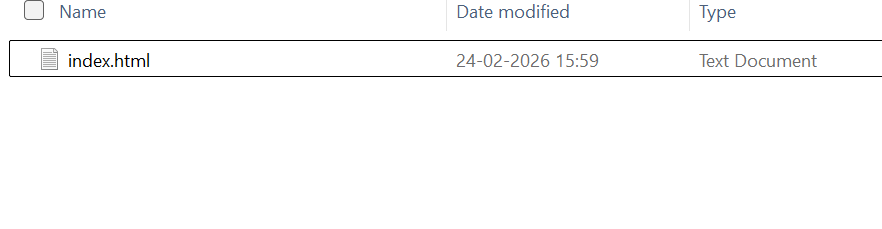 Name Date modified Type
index.html 24-02-2026 15:59 Text Document